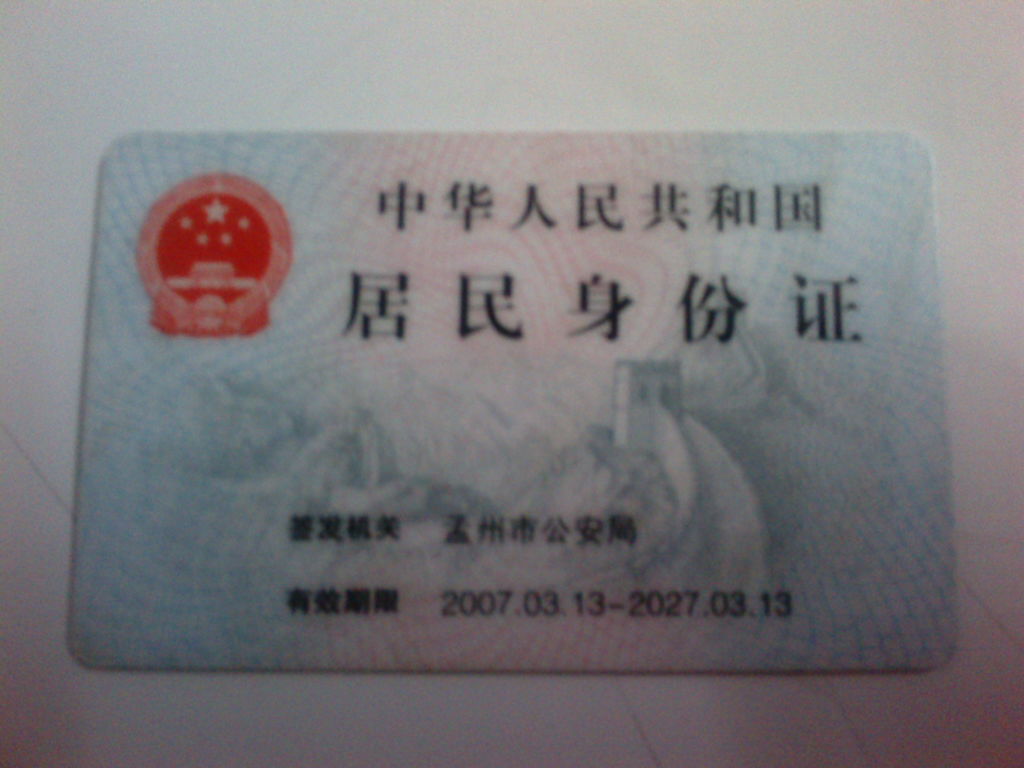 中华人民共和国
居民身份证
签发机关 孟州市公安局
有效期限 2007.03.13-2027.03.13